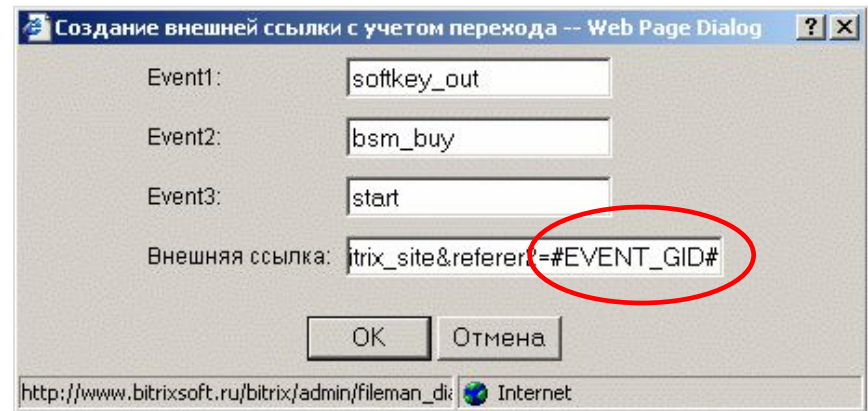 Создание внешней ссылки с учетом перехода -- Web Page Dialog
Event1: softkey_out
Event2: bsm_buy
Event3: start
Внешняя ссылка: itrix_site&referer2=#EVENT_GID#
OK Отмена
http://www.bitrixsoft.ru/bitrix/admin/fileman_dia Internet